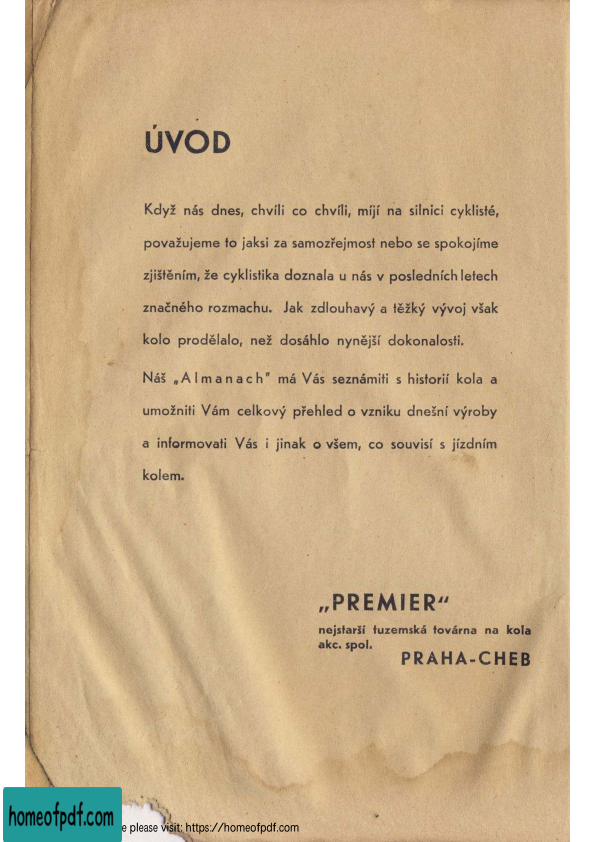 ÚVOD
Když nás dnes, chvíli co chvíli, míjí na silnici cyklisté,
považujeme to jaksi za samozřejmost nebo se spokojíme
zjištěním, že cyklistika doznala u nás v posledních letech
značného rozmachu. Jak zdlouhavý a těžký vývoj však
kolo prodělalo, než dosáhlo nynější dokonalosti.
Náš „Almanach" má Vás seznámiti s historií kola a
umožniti Vám celkový přehled o vzniku dnešní výroby
a informovati Vás i jinak o všem, co souvisí s jízdním
kolem.
„PREMIER“
nejstarší tuzemská továrna na kola
akc. spol.
PRAHA-CHEB
homeofpdf.com
e please visit: https://homeofpdf.com